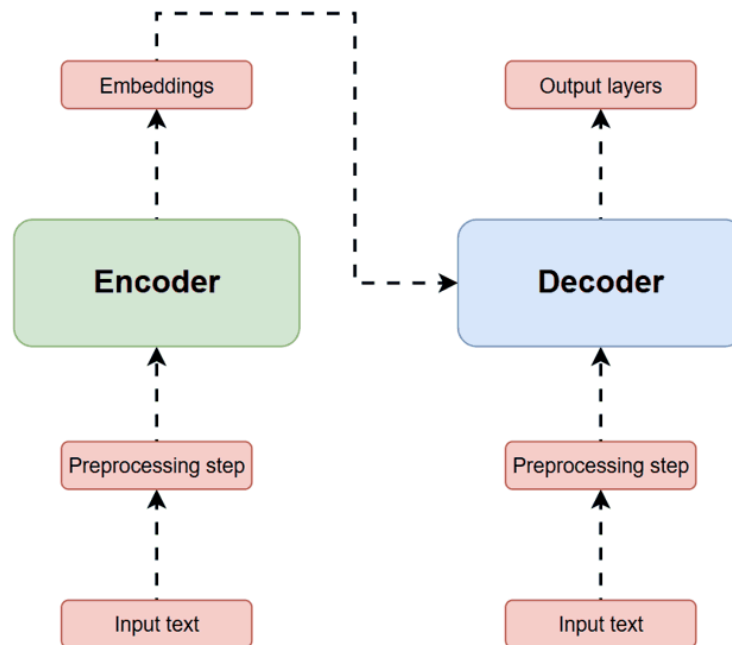 Embeddings
Output layers
Encoder
Decoder
Preprocessing step
Preprocessing step
Input text
Input text